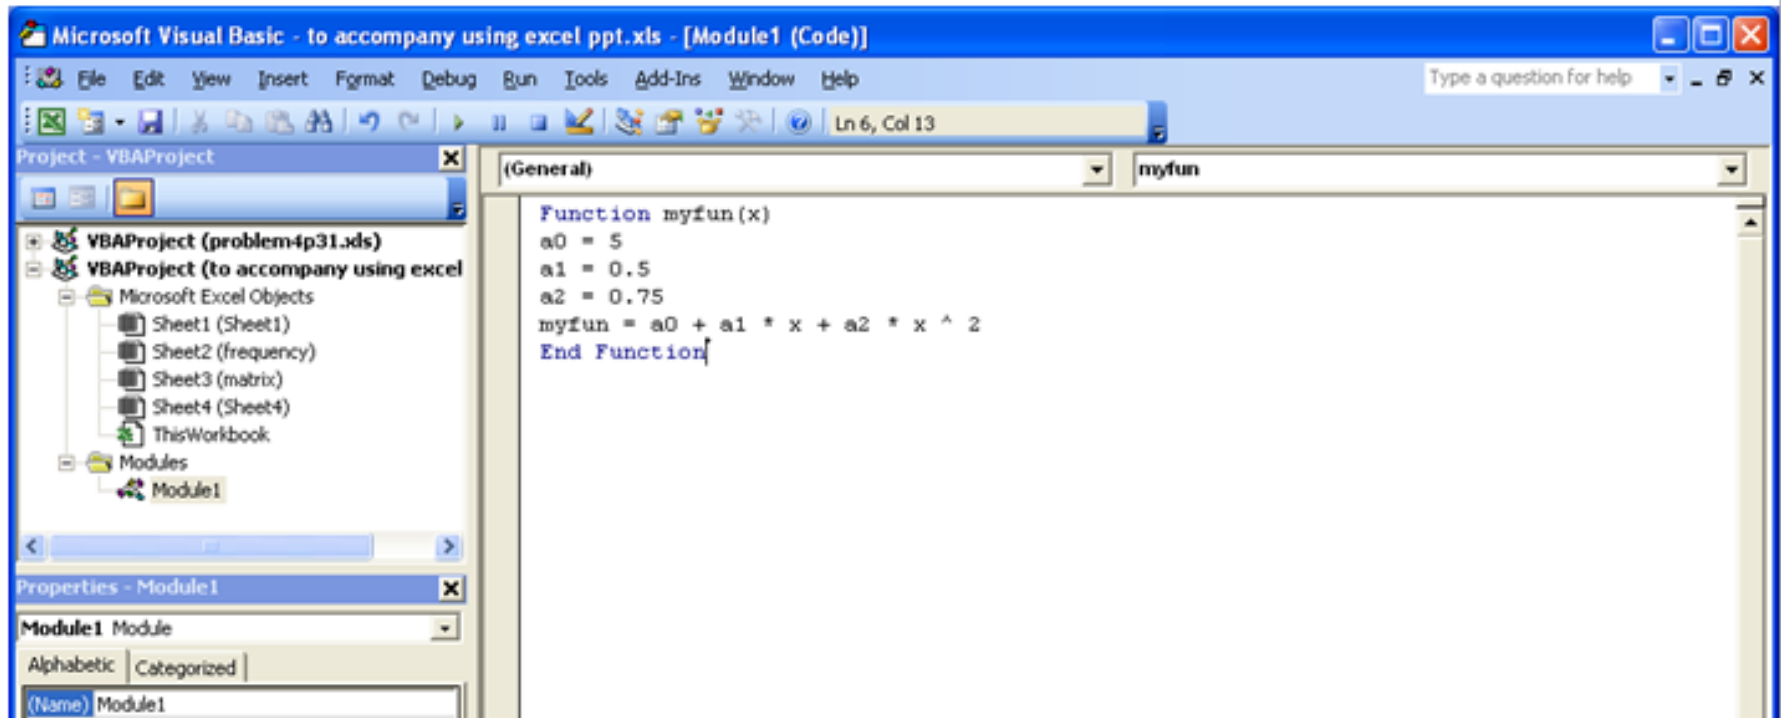 Microsoft Visual Basic - to accompany using excel ppt.xls - [Module1 (Code)]
File Edit View Insert Format Debug Run Tools Add-Ins Window Help
Type a question for help
Ln 6, Col 13
Project - VBAProject
VBAProject (problem4p31.xls)
VBAProject (to accompany using excel
Microsoft Excel Objects
Sheet1 (Sheet1)
Sheet2 (frequency)
Sheet3 (matrix)
Sheet4 (Sheet4)
ThisWorkbook
Modules
Module1
Properties - Module1
Module1 Module
Alphabetic Categorized
(Name) Module1
(General) myfun
Function myfun(x)
a0 = 5
a1 = 0.5
a2 = 0.75
myfun = a0 + a1 * x + a2 * x ^ 2
End Function